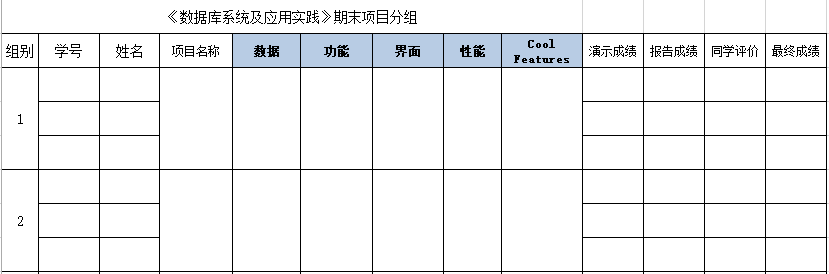 《数据库系统及应用实践》期末项目分组
组别 学号 姓名 项目名称 数据 功能 界面 性能 Cool Features 演示成绩 报告成绩 同学评价 最终成绩
1
2